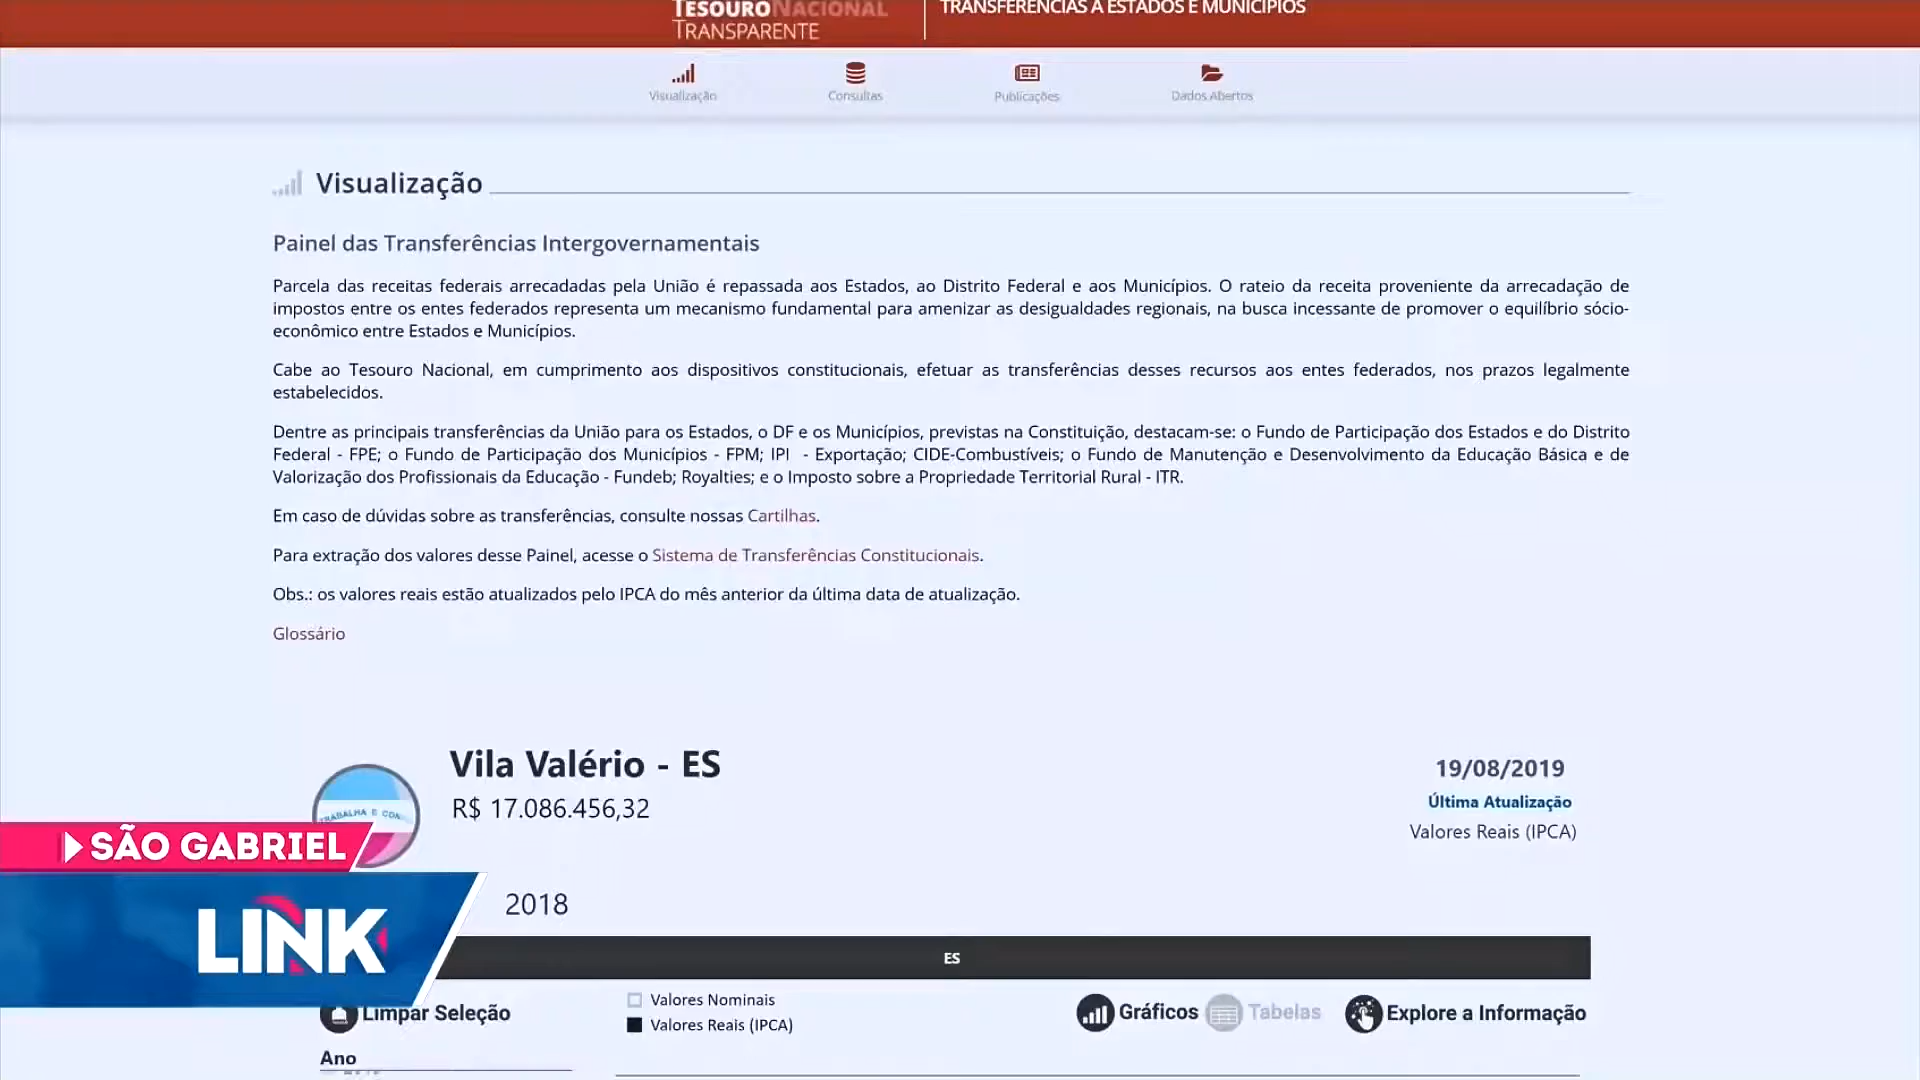 TESOURO NACIONAL
TRANSPARENTE
TRANSFERÊNCIAS A ESTADOS E MUNICÍPIOS
Visualização
Consultas
Publicações
Dados Abertos
Visualização
Painel das Transferências Intergovernamentais
Parcela das receitas federais arrecadadas pela União é repassada aos Estados, ao Distrito Federal e aos Municípios. O rateio da receita proveniente da arrecadação de
impostos entre os entes federados representa um mecanismo fundamental para amenizar as desigualdades regionais, na busca incessante de promover o equilíbrio sócio-
econômico entre Estados e Municípios.
Cabe ao Tesouro Nacional, em cumprimento aos dispositivos constitucionais, efetuar as transferências desses recursos aos entes federados, nos prazos legalmente
estabelecidos.
Dentre as principais transferências da União para os Estados, o DF e os Municípios, previstas na Constituição, destacam-se: o Fundo de Participação dos Estados e do Distrito
Federal - FPE; o Fundo de Participação dos Municípios - FPM; IPI - Exportação; CIDE-Combustíveis; o Fundo de Manutenção e Desenvolvimento da Educação Básica e de
Valorização dos Profissionais da Educação - Fundeb; Royalties; e o Imposto sobre a Propriedade Territorial Rural - ITR.
Em caso de dúvidas sobre as transferências, consulte nossas Cartilhas.
Para extração dos valores desse Painel, acesse o Sistema de Transferências Constitucionais.
Obs.: os valores reais estão atualizados pelo IPCA do mês anterior da última data de atualização.
Glossário
Vila Valério - ES
R$ 17.086.456,32
19/08/2019
Última Atualização
Valores Reais (IPCA)
TRABALHA E
SÃO GABRIEL
LINK
2018
ES
Limpar Seleção
Valores Nominais
Valores Reais (IPCA)
Gráficos
Tabelas
Explore a Informação
Ano